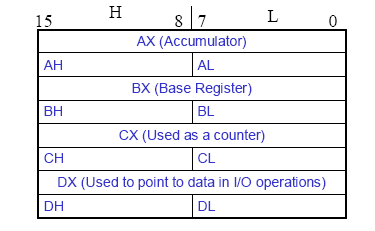 15 H 8 7 L 0
AX (Accumulator)
AH AL
BX (Base Register)
BH BL
CX (Used as a counter)
CH CL
DX (Used to point to data in I/O operations)
DH DL